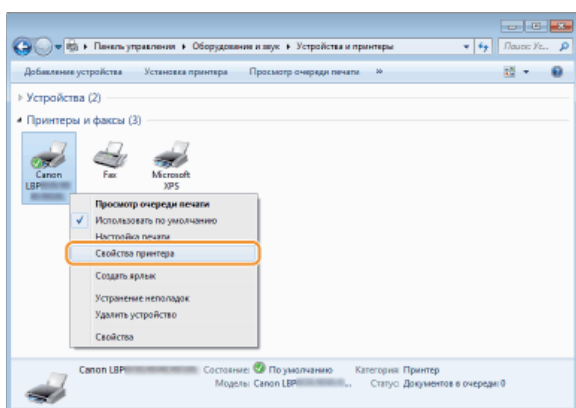 Панель управления ▸ Оборудование и звук ▸ Устройства и принтеры
Поиск: Ус...
Добавление устройства Установка принтера Просмотр очереди печати »
Устройства (2)
Принтеры и факсы (3)
Canon LBP
Fax
Microsoft XPS
Просмотр очереди печати
Использовать по умолчанию
Настройка печати
Свойства принтера
Создать ярлык
Устранение неполадок
Удалить устройство
Свойства
Canon LBP Состояние: По умолчанию Категория: Принтер
Модель: Canon LBP ... Статус: Документов в очереди: 0